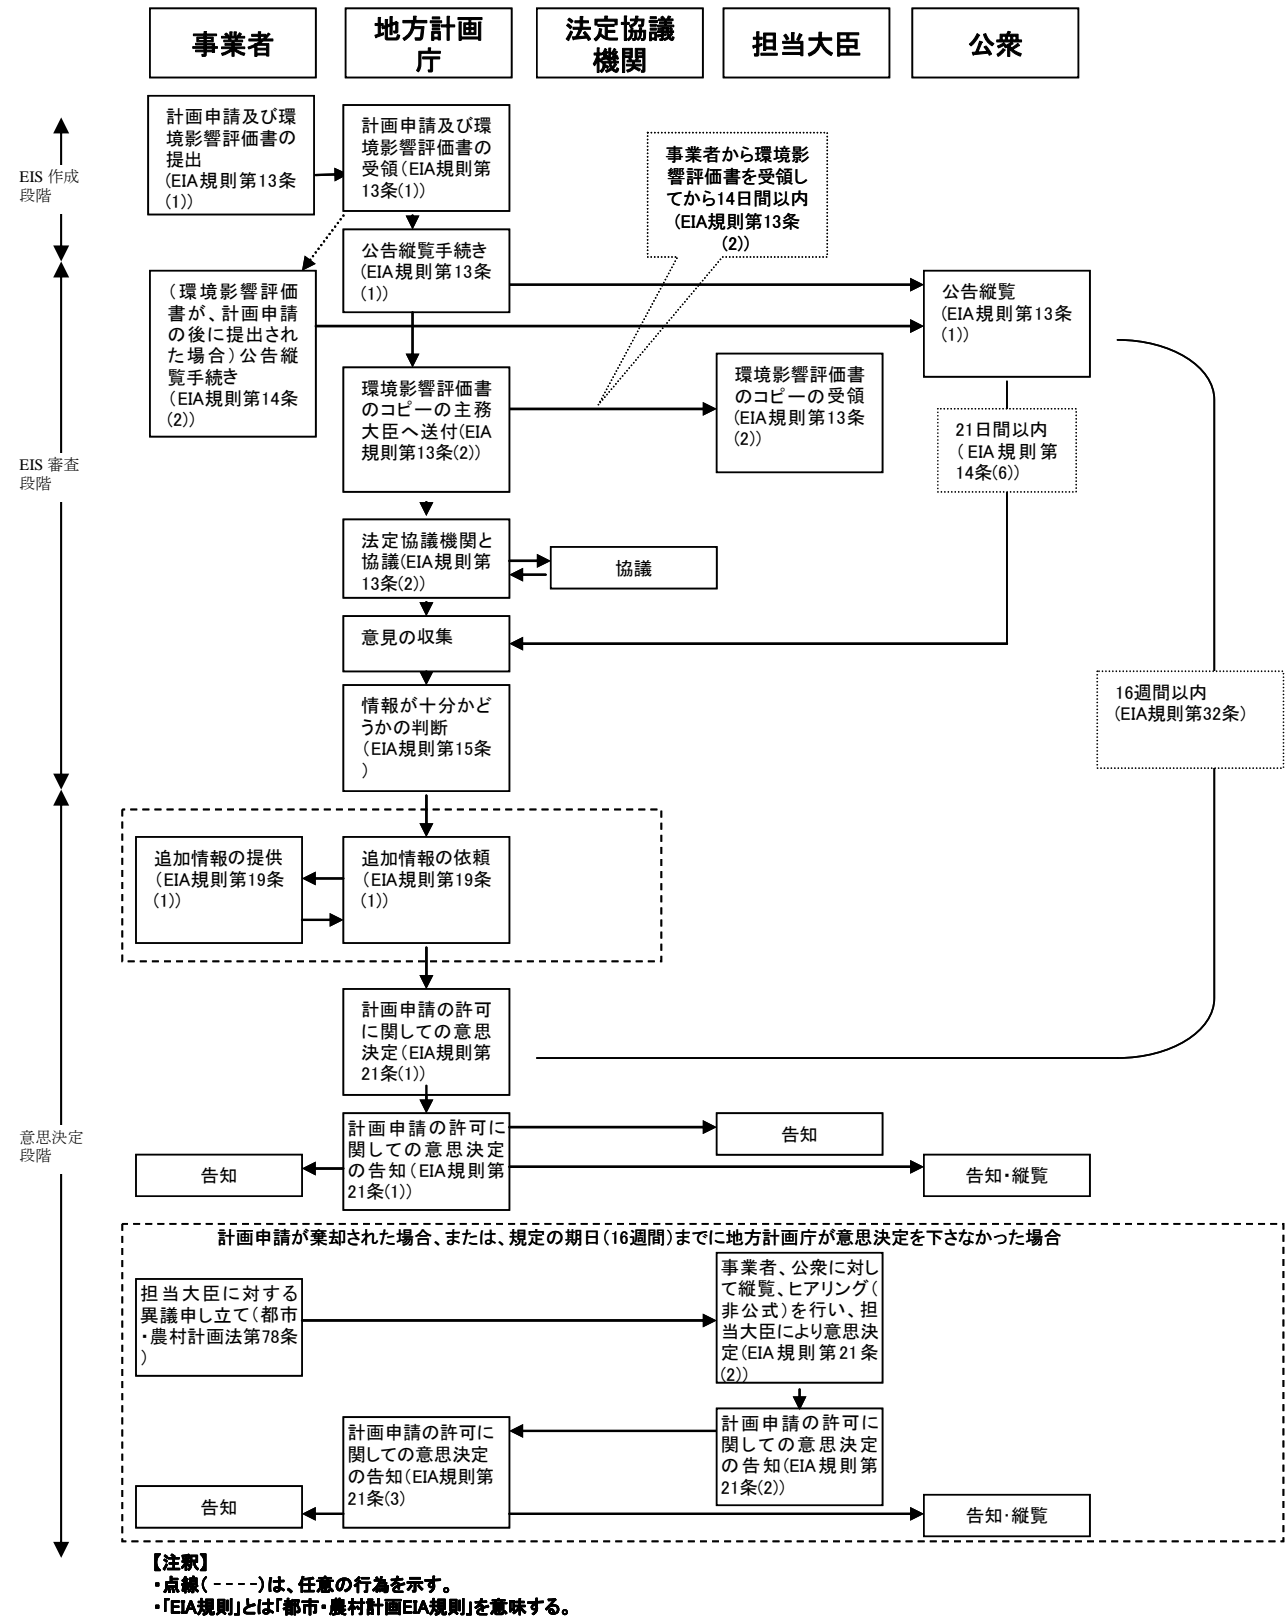 事業者
地方計画
庁
法定協議
機関
担当大臣
公衆
計画申請及び環
境影響評価書の
提出
(EIA規則第13条
(1))
計画申請及び環
境影響評価書の
受領(EIA規則第
13条(1))
事業者から環境影
響評価書を受領し
てから14日間以内
(EIA規則第13条
(2))
EIS 作成
段階
公告縦覧手続き
(EIA規則第13条
(1))
(環境影響評価
書が、計画申請
の後に提出され
た場合)公告縦
覧手続き
(EIA規則第14条
(2))
公告縦覧
(EIA規則第13条
(1))
環境影響評価書
のコピーの主務
大臣へ送付(EIA
規則第13条(2))
環境影響評価書
のコピーの受領
(EIA規則第13条
(2))
21日間以内
(EIA規則第
14条(6))
EIS 審査
段階
法定協議機関と
協議(EIA規則第
13条(2))
協議
意見の収集
情報が十分かど
うかの判断
(EIA規則第15条
)
16週間以内
(EIA規則第32条)
追加情報の提供
(EIA規則第19条
(1))
追加情報の依頼
(EIA規則第19条
(1))
計画申請の許可
に関しての意思
決定(EIA規則第
21条(1))
意思決定
段階
計画申請の許可に
関しての意思決定
の告知(EIA規則第
21条(1))
告知
告知
告知・縦覧
計画申請が棄却された場合、または、規定の期日(16週間)までに地方計画庁が意思決定を下さなかった場合
担当大臣に対する
異議申し立て(都市
・農村計画法第78条
)
事業者、公衆に対し
て縦覧、ヒアリング(
非公式)を行い、担
当大臣により意思決
定(EIA規則第21条
(2))
計画申請の許可に
関しての意思決定
の告知(EIA規則第
21条(3)
計画申請の許可に
関しての意思決定
の告知(EIA規則第
21条(2))
告知
告知・縦覧
【注釈】
・点線(----)は、任意の行為を示す。
・「EIA規則」とは「都市・農村計画EIA規則」を意味する。